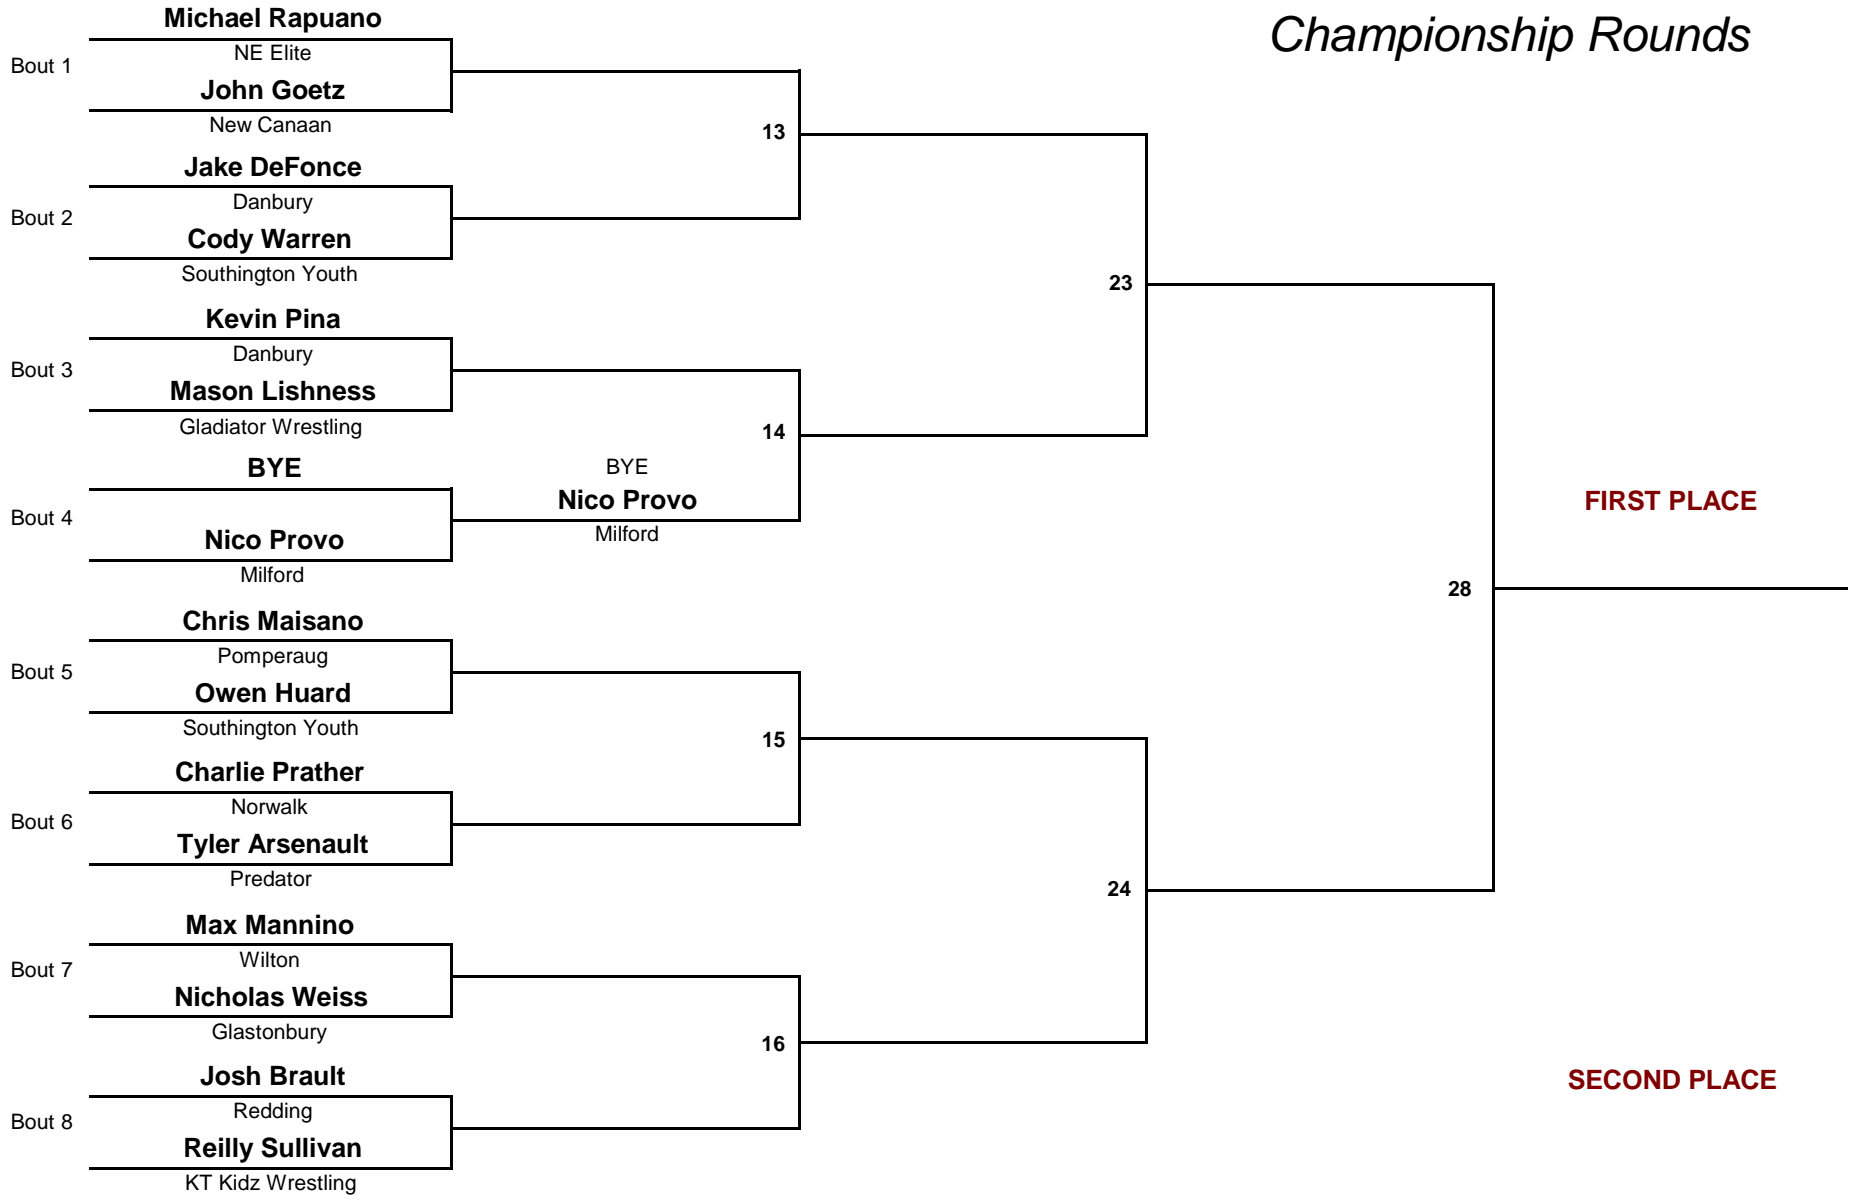 Championship Rounds
Michael Rapuano
Bout 1
NE Elite
John Goetz
New Canaan
13
Jake DeFonce
Bout 2
Danbury
Cody Warren
Southington Youth
23
Kevin Pina
Bout 3
Danbury
Mason Lishness
Gladiator Wrestling
14
BYE
BYE
Nico Provo
Milford
Bout 4
Nico Provo
Milford
FIRST PLACE
28
Chris Maisano
Bout 5
Pomperaug
Owen Huard
Southington Youth
15
Charlie Prather
Bout 6
Norwalk
Tyler Arsenault
Predator
24
Max Mannino
Bout 7
Wilton
Nicholas Weiss
Glastonbury
16
Josh Brault
Bout 8
Redding
Reilly Sullivan
KT Kidz Wrestling
SECOND PLACE